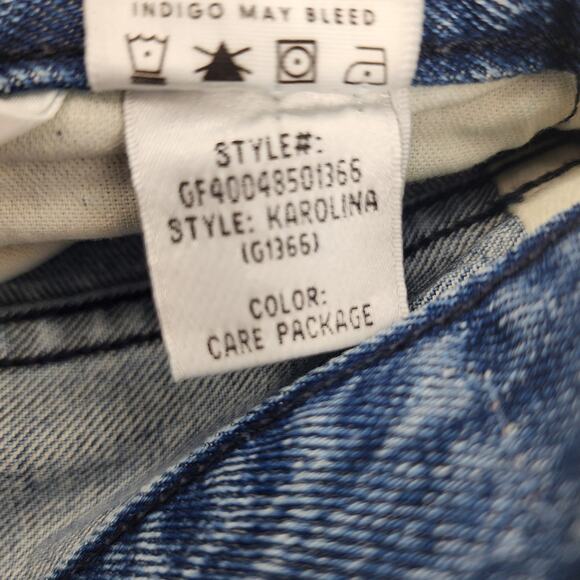 INDIGO MAY BLEED
STYLE#:
GF40048501366
STYLE: KAROLINA
(G1366)
COLOR:
CARE PACKAGE